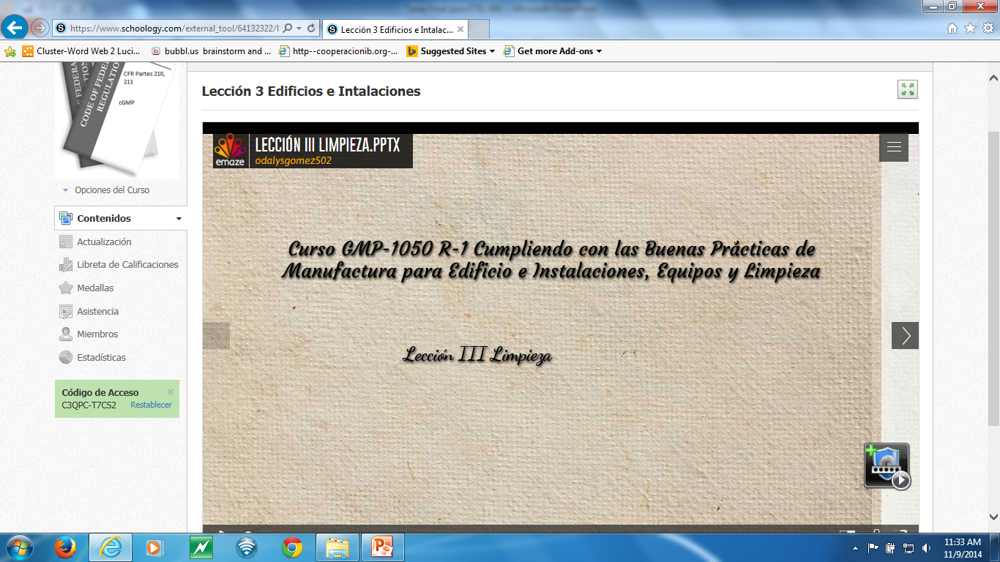 https://www.schoology.com/external_tool/64132322/l
Lección 3 Edificios e Intalac...
Cluster-Word Web 2 Luci...
bubbl.us brainstorm and ...
http--cooperacionib.org-...
Suggested Sites
Get more Add-ons
CODE OF FEDERAL
REGULATION
CFR Partes 210,
211
cGMP
Opciones del Curso
Contenidos
Actualización
Libreta de Calificaciones
Medallas
Asistencia
Miembros
Estadísticas
Código de Acceso
C3QPC-T7CS2 Restablecer
Lección 3 Edificios e Intalaciones
emaze
LECCIÓN III LIMPIEZA.PPTX
odalysgomez502
Curso GMP-1050 R-1 Cumpliendo con las Buenas Prácticas de
Manufactura para Edificio e Instalaciones, Equipos y Limpieza
Lección III Limpieza
11:33 AM
11/9/2014